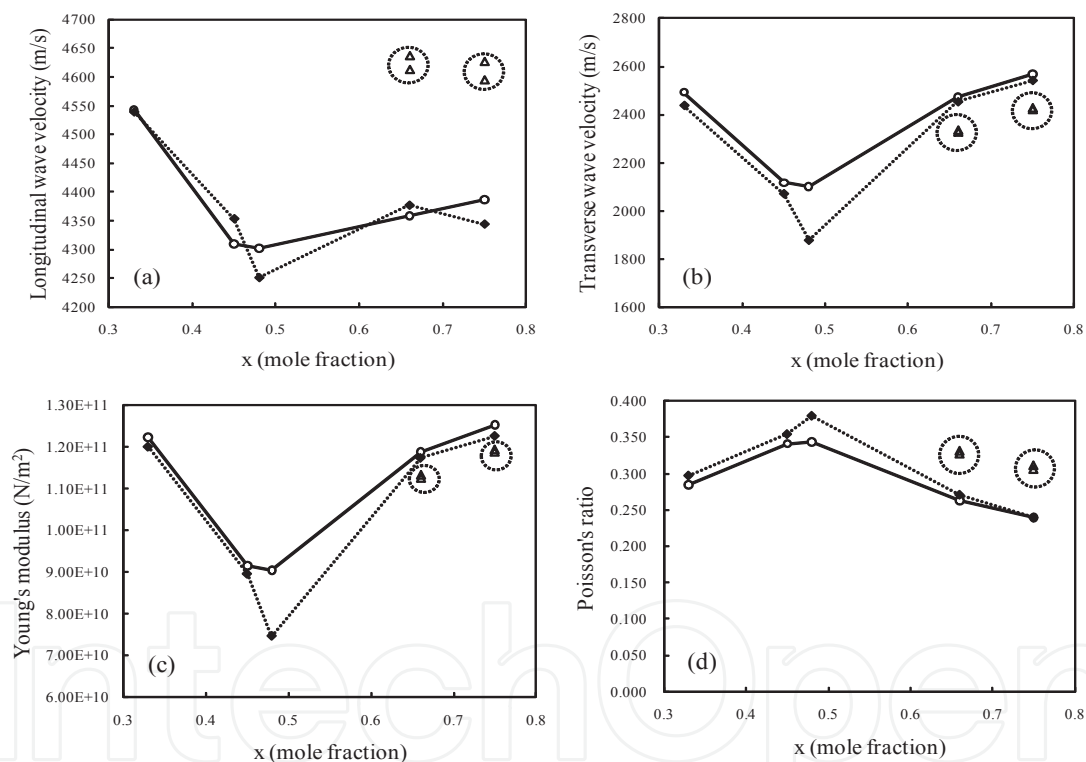 Longitudinal wave velocity (m/s)
4700
4650
4600
4550
4500
4450
4400
4350
4300
4250
4200
(a)
0.3 0.4 0.5 0.6 0.7 0.8
x (mole fraction)
Transverse wave velocity (m/s)
2800
2600
2400
2200
2000
1800
1600
(b)
0.3 0.4 0.5 0.6 0.7 0.8
x (mole fraction)
Young's modulus (N/m²)
1.30E+11
1.20E+11
1.10E+11
1.00E+11
9.00E+10
8.00E+10
7.00E+10
6.00E+10
(c)
0.3 0.4 0.5 0.6 0.7 0.8
x (mole fraction)
Poisson's ratio
0.400
0.350
0.300
0.250
0.200
0.150
0.100
0.050
0.000
(d)
0.3 0.4 0.5 0.6 0.7 0.8
x (mole fraction)
IntechOpen